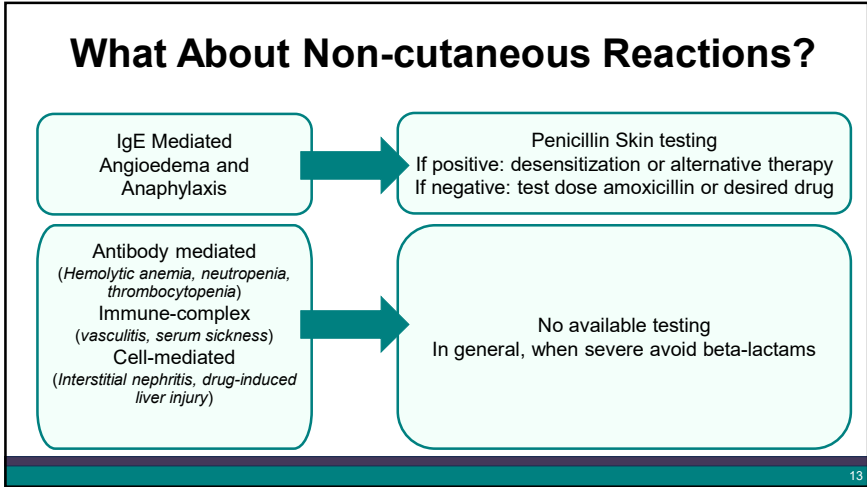 What About Non-cutaneous Reactions?
IgE Mediated
Angioedema and
Anaphylaxis
Penicillin Skin testing
If positive: desensitization or alternative therapy
If negative: test dose amoxicillin or desired drug
Antibody mediated
(Hemolytic anemia, neutropenia,
thrombocytopenia)
Immune-complex
(vasculitis, serum sickness)
Cell-mediated
(Interstitial nephritis, drug-induced
liver injury)
No available testing
In general, when severe avoid beta-lactams
13